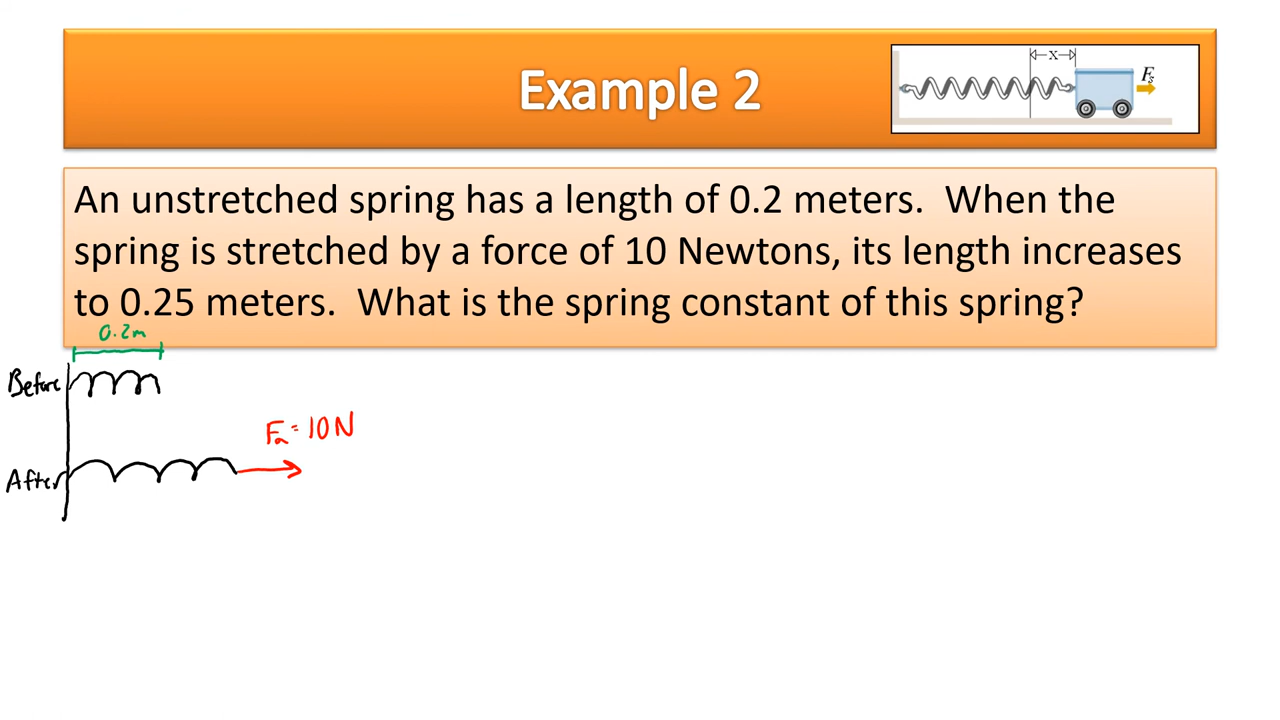 Example 2
x
Fs
An unstretched spring has a length of 0.2 meters. When the
spring is stretched by a force of 10 Newtons, its length increases
to 0.25 meters. What is the spring constant of this spring?
0.2m
Before
Fa = 10N
After